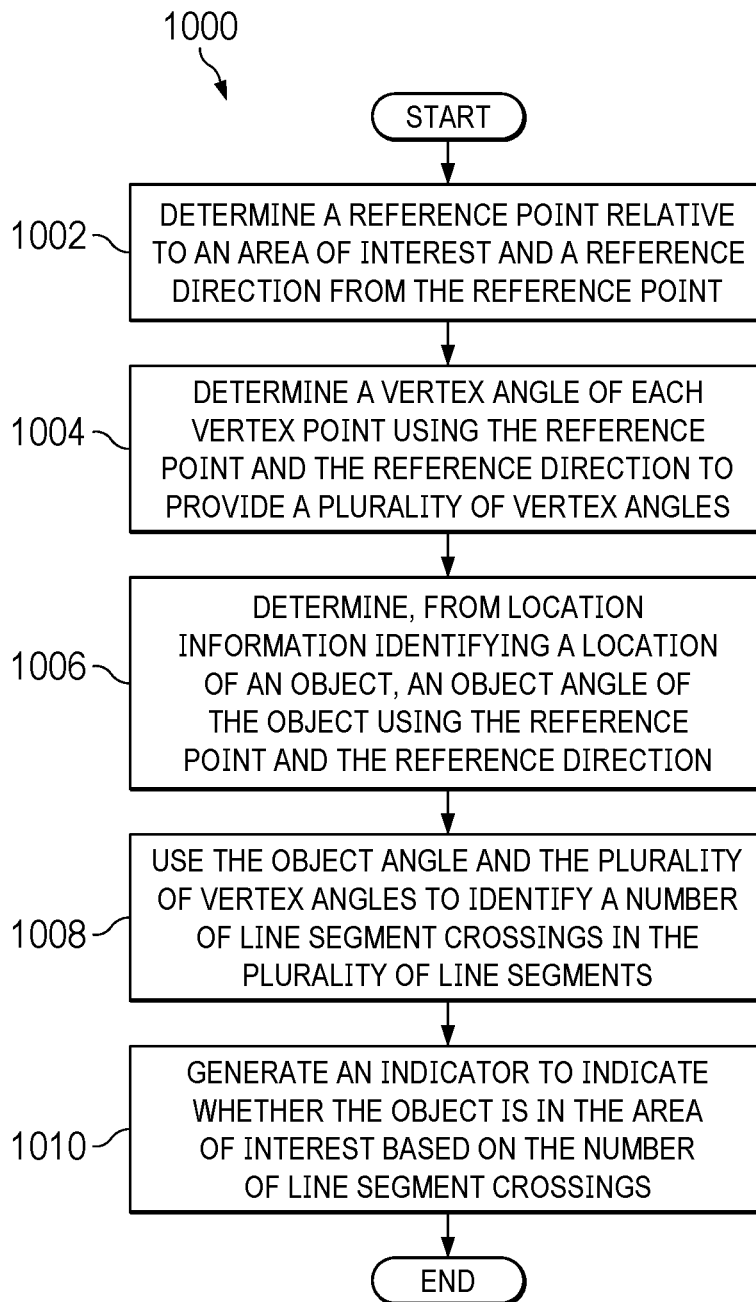 1000
START
1002
DETERMINE A REFERENCE POINT RELATIVE
TO AN AREA OF INTEREST AND A REFERENCE
DIRECTION FROM THE REFERENCE POINT
1004
DETERMINE A VERTEX ANGLE OF EACH
VERTEX POINT USING THE REFERENCE
POINT AND THE REFERENCE DIRECTION TO
PROVIDE A PLURALITY OF VERTEX ANGLES
1006
DETERMINE, FROM LOCATION
INFORMATION IDENTIFYING A LOCATION
OF AN OBJECT, AN OBJECT ANGLE OF
THE OBJECT USING THE REFERENCE
POINT AND THE REFERENCE DIRECTION
1008
USE THE OBJECT ANGLE AND THE PLURALITY
OF VERTEX ANGLES TO IDENTIFY A NUMBER
OF LINE SEGMENT CROSSINGS IN THE
PLURALITY OF LINE SEGMENTS
1010
GENERATE AN INDICATOR TO INDICATE
WHETHER THE OBJECT IS IN THE AREA
OF INTEREST BASED ON THE NUMBER
OF LINE SEGMENT CROSSINGS
END